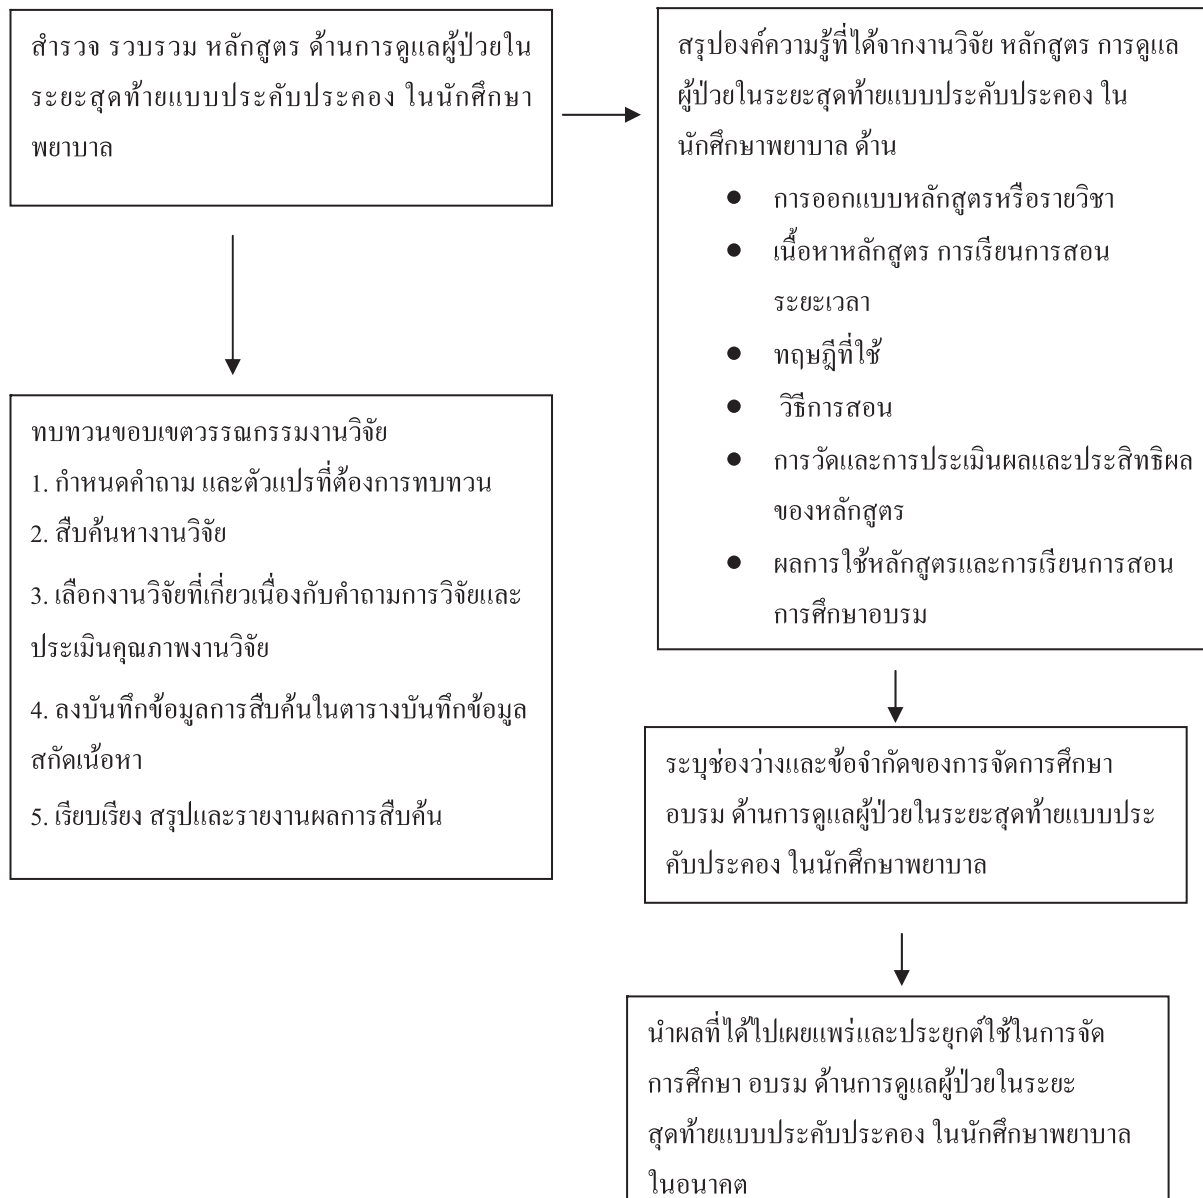 สำรวจ รวบรวม หลักสูตร ด้านการดูแลผู้ป่วยใน
ระยะสุดท้ายแบบประคับประคอง ในนักศึกษา
พยาบาล
ทบทวนขอบเขตวรรณกรรมงานวิจัย
1. กำหนดคำถาม และตัวแปรที่ต้องการทบทวน
2. สืบค้นหางานวิจัย
3. เลือกงานวิจัยที่เกี่ยวเนื่องกับคำถามการวิจัยและ
ประเมินคุณภาพงานวิจัย
4. ลงบันทึกข้อมูลการสืบค้นในตารางบันทึกข้อมูล
สกัดเนื้อหา
5. เรียบเรียง สรุปและรายงานผลการสืบค้น
สรุปองค์ความรู้ที่ได้จากงานวิจัย หลักสูตร การดูแล
ผู้ป่วยในระยะสุดท้ายแบบประคับประคอง ใน
นักศึกษาพยาบาล ด้าน
● การออกแบบหลักสูตรหรือรายวิชา
● เนื้อหาหลักสูตร การเรียนการสอน
ระยะเวลา
● ทฤษฎีที่ใช้
● วิธีการสอน
● การวัดและการประเมินผลและประสิทธิผล
ของหลักสูตร
● ผลการใช้หลักสูตรและการเรียนการสอน
การศึกษาอบรม
ระบุช่องว่างและข้อจำกัดของการจัดการศึกษา
อบรม ด้านการดูแลผู้ป่วยในระยะสุดท้ายแบบประ
คับประคอง ในนักศึกษาพยาบาล
นำผลที่ได้ไปเผยแพร่และประยุกต์ใช้ในการจัด
การศึกษา อบรม ด้านการดูแลผู้ป่วยในระยะ
สุดท้ายแบบประคับประคอง ในนักศึกษาพยาบาล
ในอนาคต